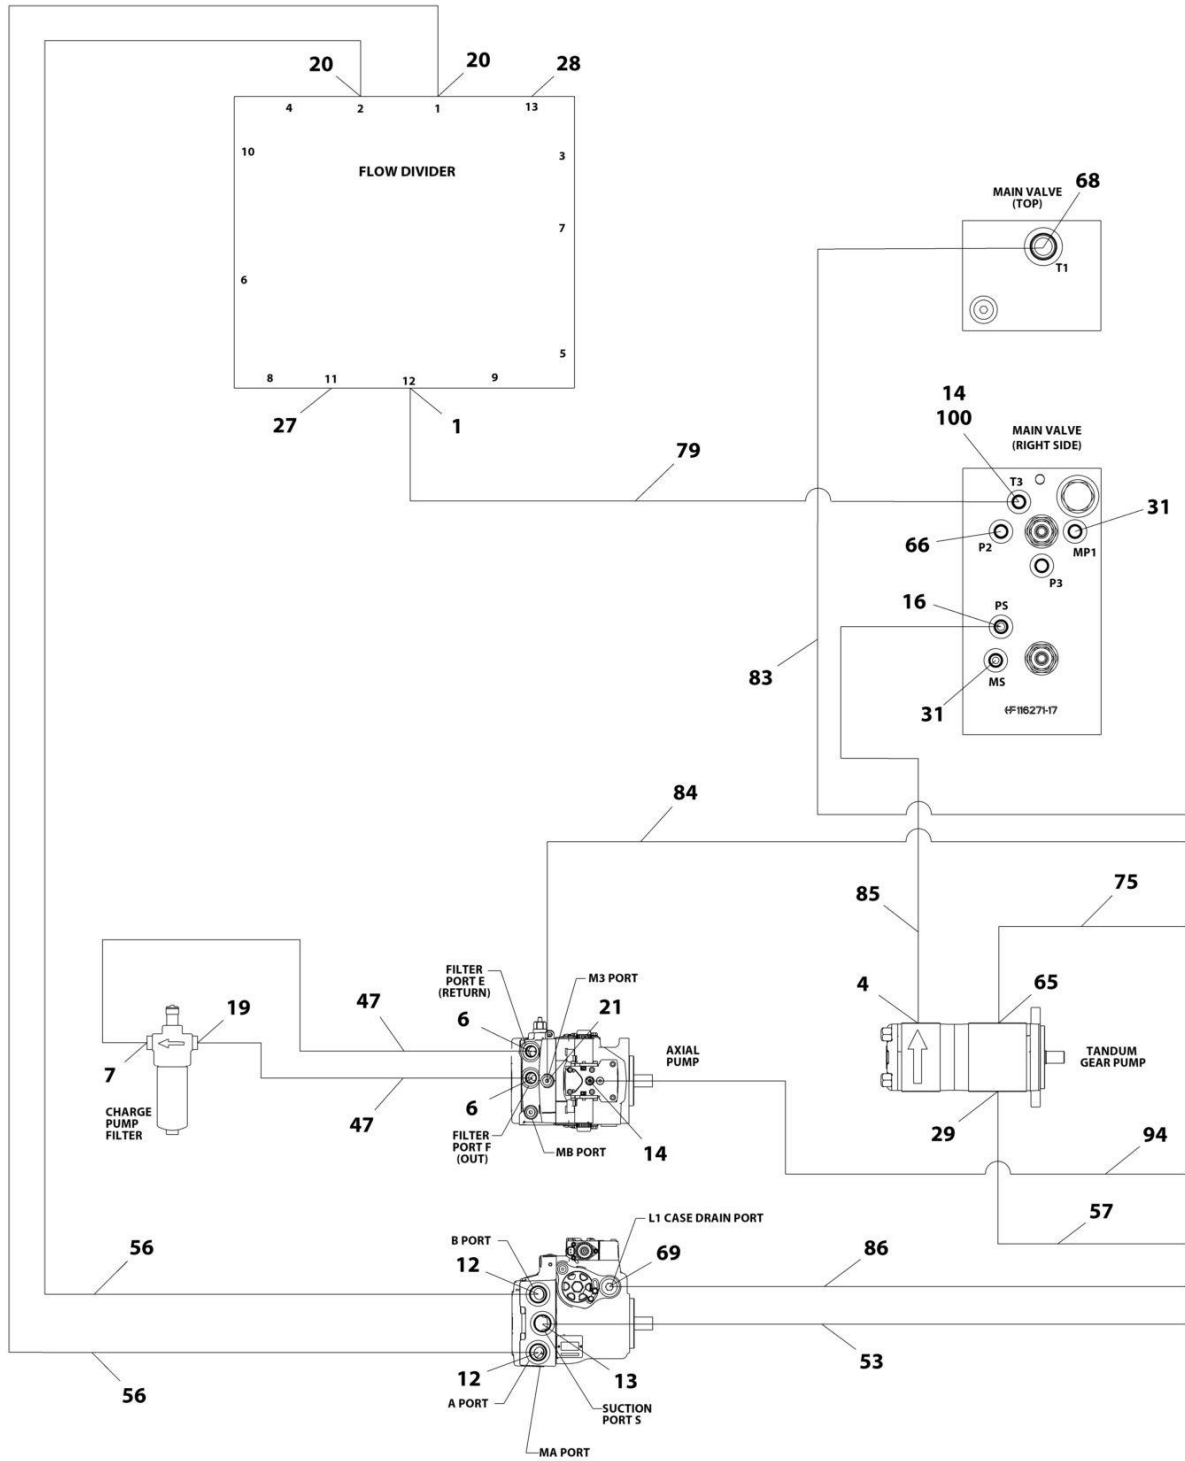 20
20
28
4
2
1
13
10
FLOW DIVIDER
3
7
6
5
8
11
12
9
27
1
79
MAIN VALVE
(TOP)
68
T1
14
100
MAIN VALVE
(RIGHT SIDE)
T3
31
66
P2
MP1
P3
16
PS
83
MS
31
HF116271-17
84
85
75
FILTER
PORT E
(RETURN)
M3 PORT
4
65
47
6
21
19
7
AXIAL
PUMP
TANDUM
GEAR PUMP
CHARGE
PUMP
FILTER
47
6
FILTER
PORT F
(OUT)
MB PORT
14
29
94
57
L1 CASE DRAIN PORT
56
B PORT
12
69
86
56
12
13
53
A PORT
SUCTION
PORT S
MA PORT